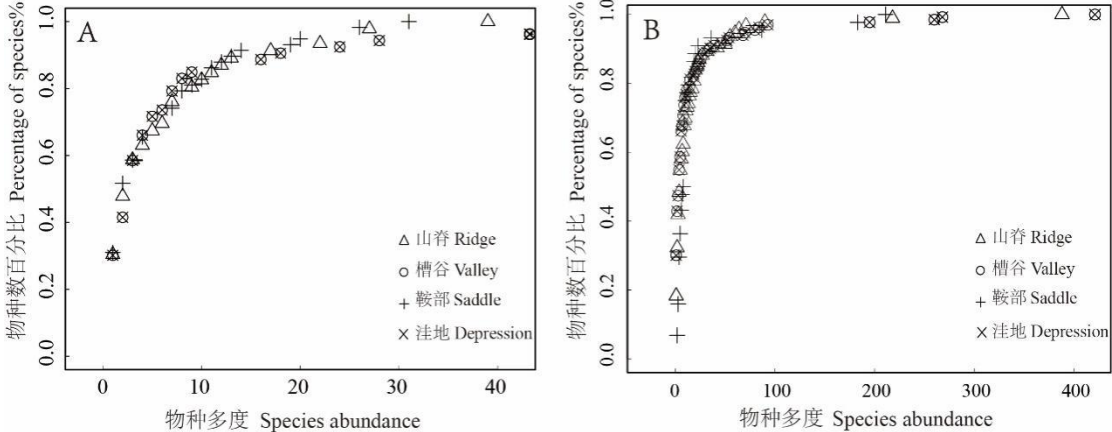 A
物种数百分比 Percentage of species%
1.0
0.8
0.6
0.4
0.2
0.0
山脊 Ridge
槽谷 Valley
鞍部 Saddle
洼地 Depression
0 10 20 30 40
物种多度 Species abundance
B
物种数百分比 Percentage of species%
1.0
0.8
0.6
0.4
0.2
0.0
山脊 Ridge
槽谷 Valley
鞍部 Saddle
洼地 Depression
0 100 200 300 400
物种多度 Species abundance